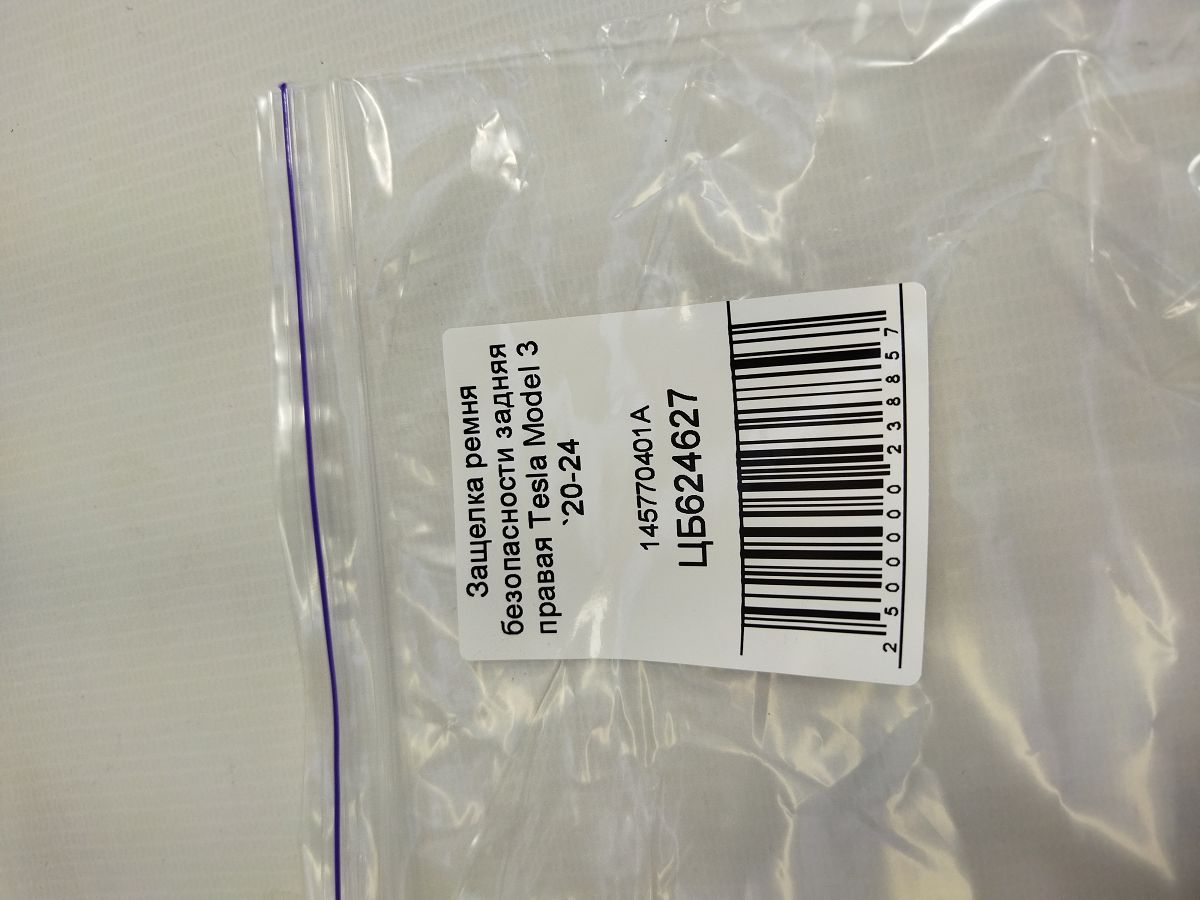 Защелка ремня
безопасности задняя
правая Tesla Model 3
`20-24
145770401A
ЦБ624627
2500000238857